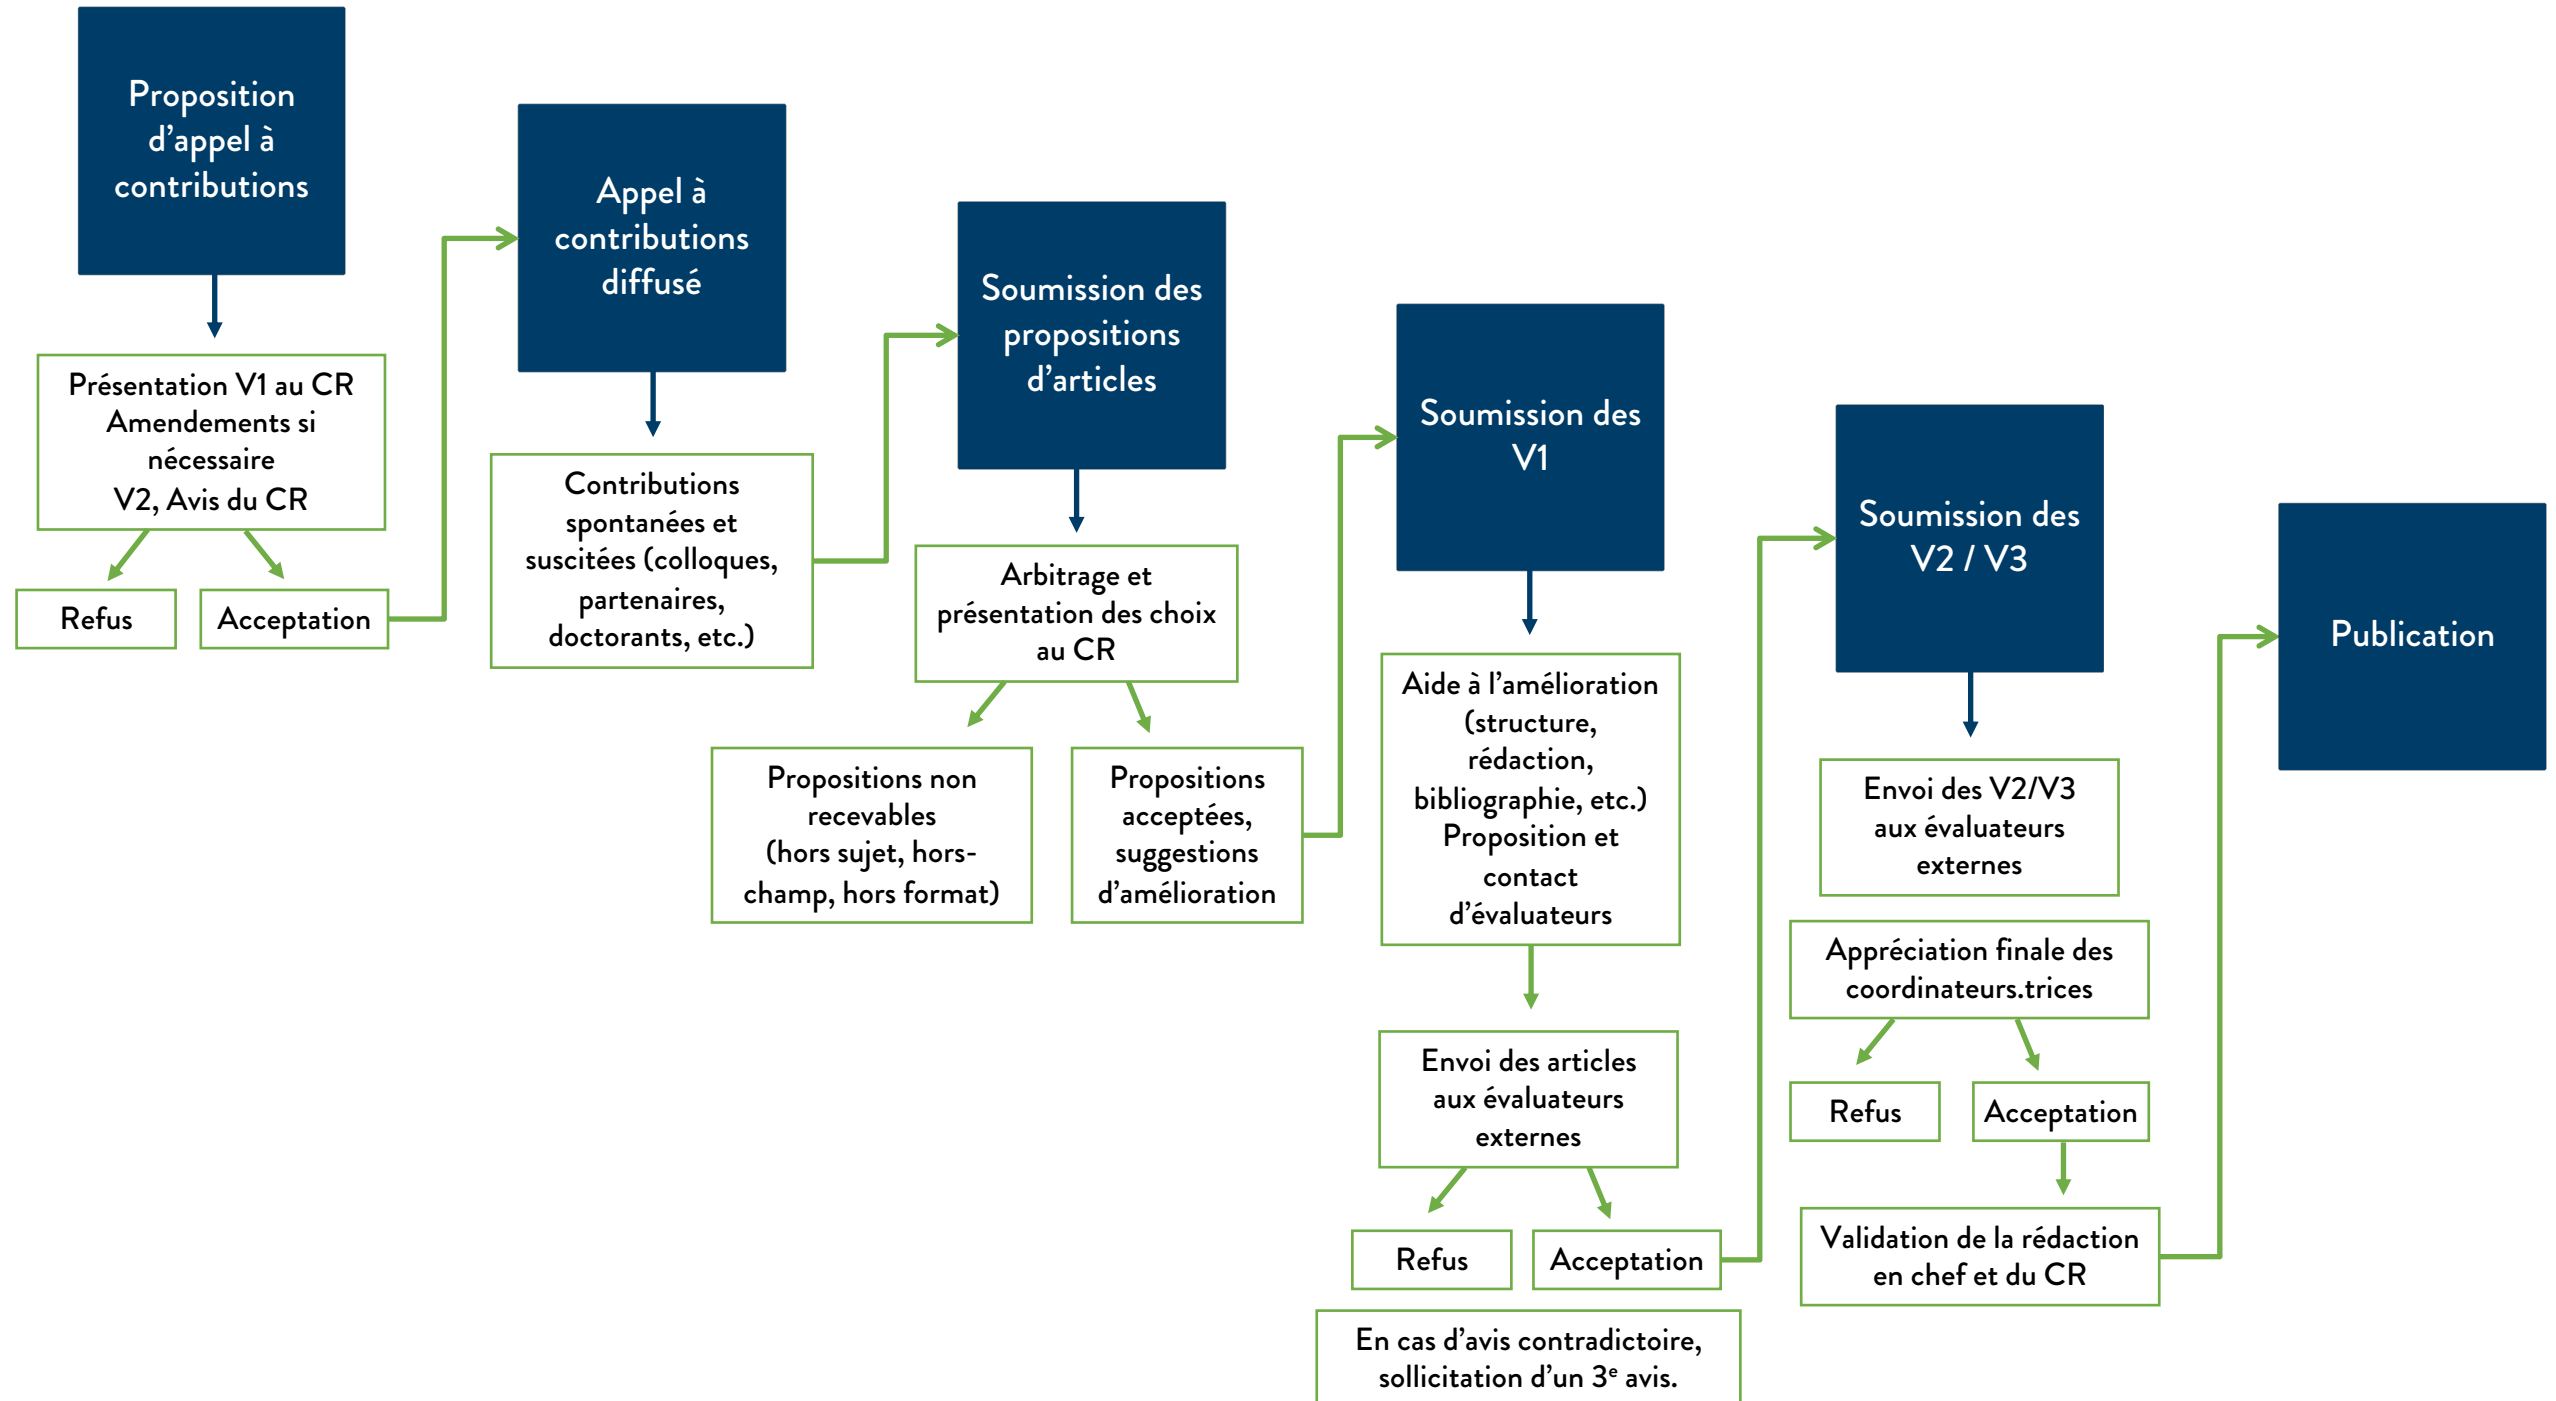 Proposition
d'appel à
contributions
Présentation V1 au CR
Amendements si
nécessaire
V2, Avis du CR
Refus
Acceptation
Appel à
contributions
diffusé
Contributions
spontanées et
suscitées (colloques,
partenaires,
doctorants, etc.)
Soumission des
propositions
d'articles
Arbitrage et
présentation des choix
au CR
Propositions non
recevables
(hors sujet, hors-
champ, hors format)
Propositions
acceptées,
suggestions
d'amélioration
Soumission des
V1
Aide à l'amélioration
(structure,
rédaction,
bibliographie, etc.)
Proposition et
contact
d'évaluateurs
Envoi des articles
aux évaluateurs
externes
Refus
Acceptation
En cas d'avis contradictoire,
sollicitation d'un 3e avis.
Soumission des
V2 / V3
Envoi des V2/V3
aux évaluateurs
externes
Appréciation finale des
coordinateurs.trices
Refus
Acceptation
Validation de la rédaction
en chef et du CR
Publication